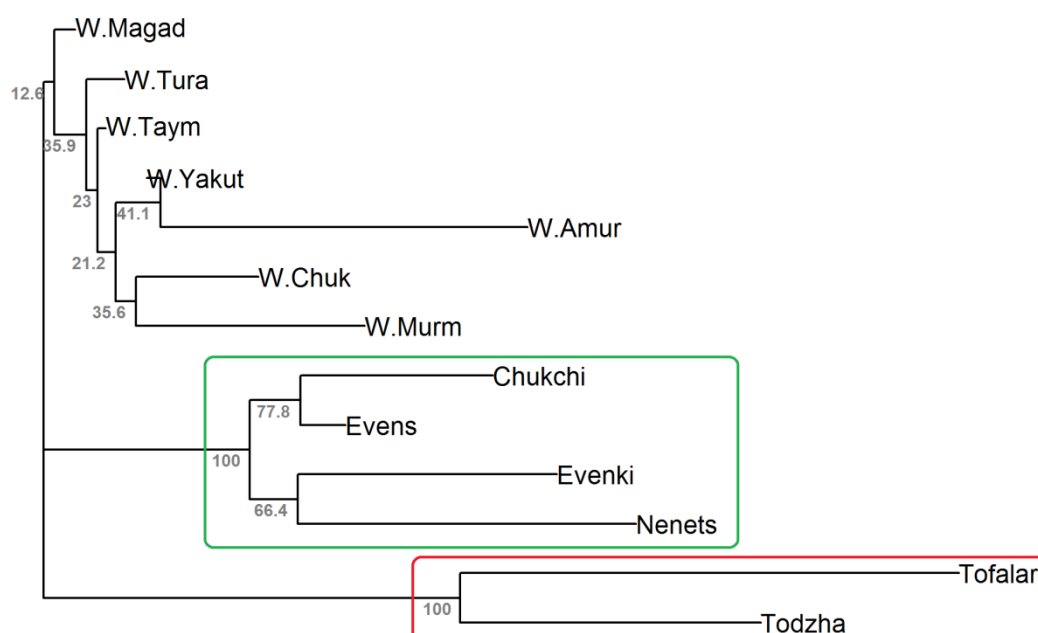 W.Magad
12.6
W.Tura
35.9
W.Taym
23
W.Yakut
41.1
W.Amur
21.2
W.Chuk
35.6
W.Murm
Chukchi
77.8
Evens
100
Evenki
66.4
Nenets
Tofalar
100
Todzha